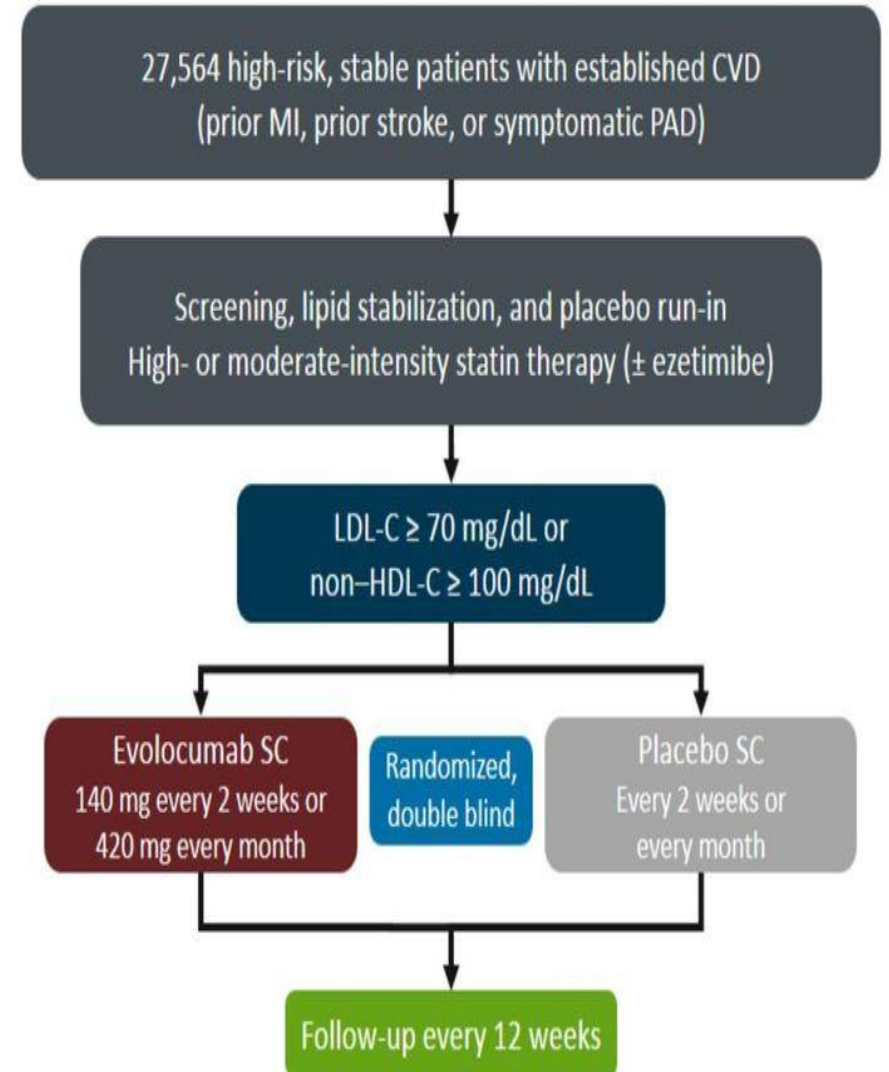 27,564 high-risk, stable patients with established CVD
(prior MI, prior stroke, or symptomatic PAD)
Screening, lipid stabilization, and placebo run-in
High- or moderate-intensity statin therapy (± ezetimibe)
LDL-C ≥ 70 mg/dL or
non–HDL-C ≥ 100 mg/dL
Evolocumab SC
140 mg every 2 weeks or
420 mg every month
Randomized,
double blind
Placebo SC
Every 2 weeks or
every month
Follow-up every 12 weeks